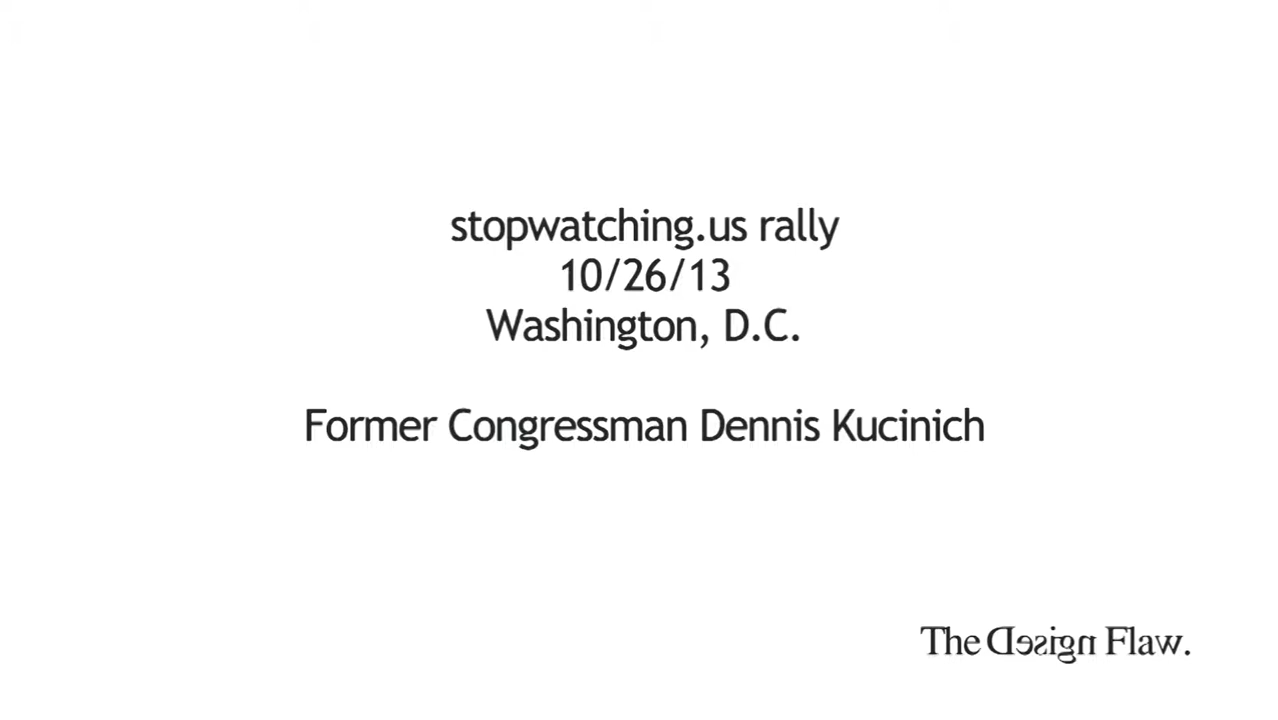 stopwatching.us rally
10/26/13
Washington, D.C.
Former Congressman Dennis Kucinich
The Design Flaw.